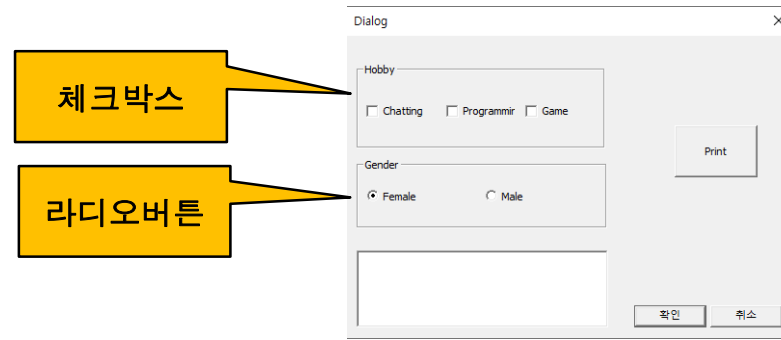 Dialog
체크박스
Hobby
Chatting Programmir Game
Print
라디오버튼
Gender
Female Male
확인 취소